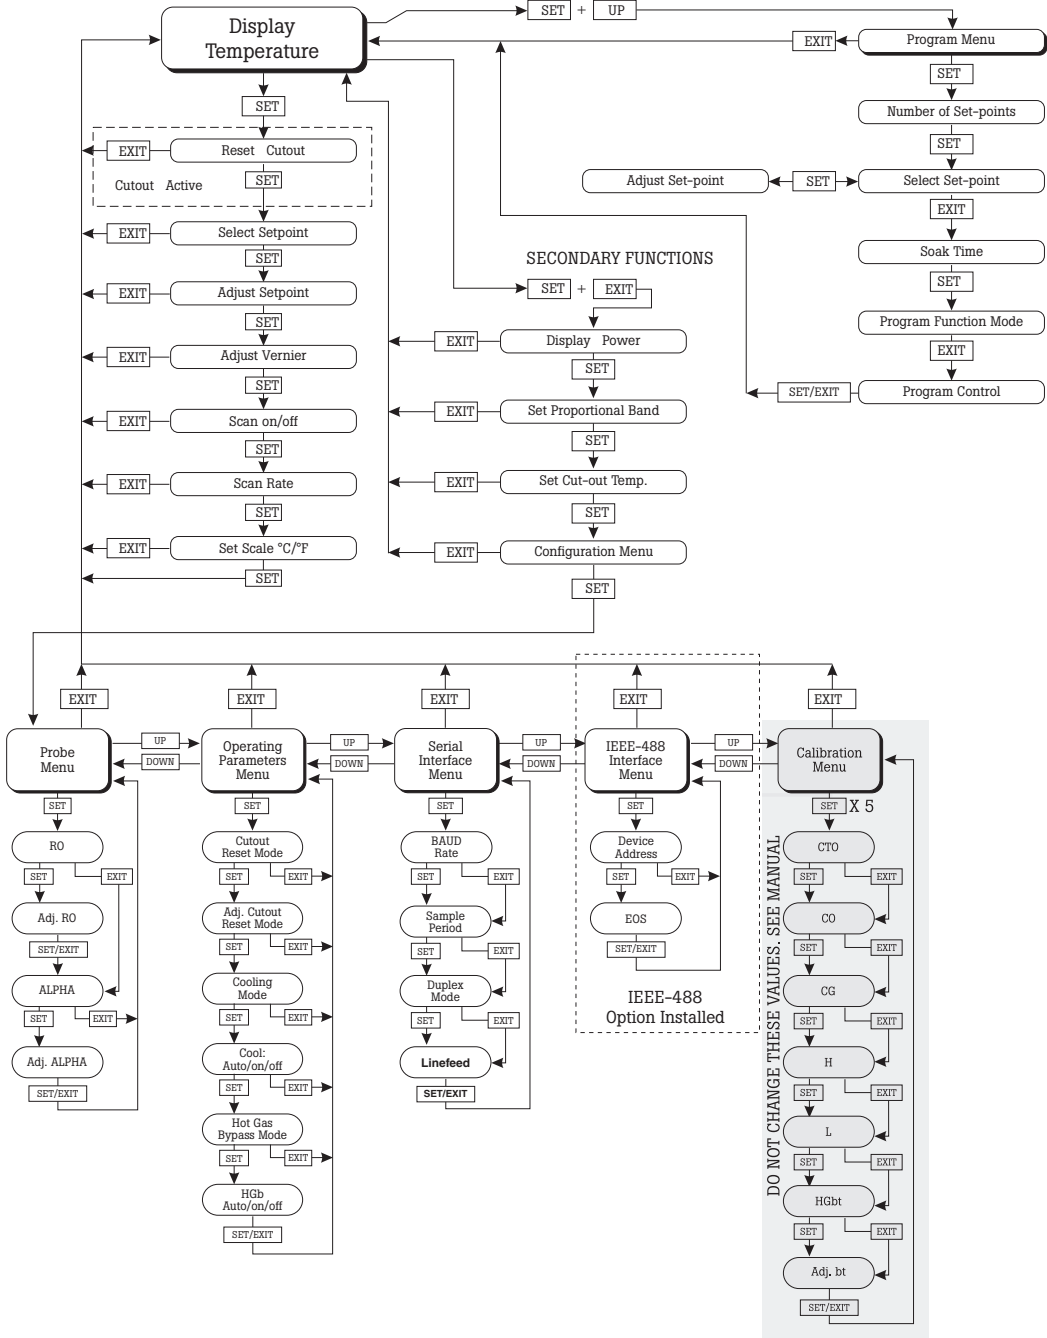 Display
Temperature
SET + UP
EXIT
Program Menu
SET
Number of Set-points
SET
Adjust Set-point
SET
Select Set-point
EXIT
Soak Time
SET
Program Function Mode
EXIT
SET/EXIT
Program Control
SET
EXIT
Reset Cutout
Cutout Active
SET
EXIT
Select Setpoint
SET
EXIT
Adjust Setpoint
SET
EXIT
Adjust Vernier
SET
EXIT
Scan on/off
SET
EXIT
Scan Rate
SET
EXIT
Set Scale °C/°F
SET
SECONDARY FUNCTIONS
SET + EXIT
EXIT
Display Power
SET
EXIT
Set Proportional Band
SET
EXIT
Set Cut-out Temp.
SET
EXIT
Configuration Menu
SET
EXIT
Probe
Menu
UP
DOWN
SET
RO
SET
EXIT
Adj. RO
SET/EXIT
ALPHA
SET
EXIT
Adj. ALPHA
SET/EXIT
EXIT
Operating
Parameters
Menu
UP
DOWN
SET
Cutout
Reset Mode
SET
EXIT
Adj. Cutout
Reset Mode
SET
EXIT
Cooling
Mode
SET
EXIT
Cool:
Auto/on/off
SET
EXIT
Hot Gas
Bypass Mode
SET
EXIT
HGb
Auto/on/off
SET/EXIT
EXIT
Serial
Interface
Menu
UP
DOWN
SET
BAUD
Rate
SET
EXIT
Sample
Period
SET
EXIT
Duplex
Mode
SET
EXIT
Linefeed
SET/EXIT
EXIT
IEEE-488
Interface
Menu
UP
DOWN
SET
Device
Address
SET
EXIT
EOS
SET/EXIT
IEEE-488
Option Installed
EXIT
Calibration
Menu
SET X 5
DO NOT CHANGE THESE VALUES. SEE MANUAL
CTO
SET
EXIT
CO
SET
EXIT
CG
SET
EXIT
H
SET
EXIT
L
SET
EXIT
HGbt
SET
EXIT
Adj. bt
SET/EXIT